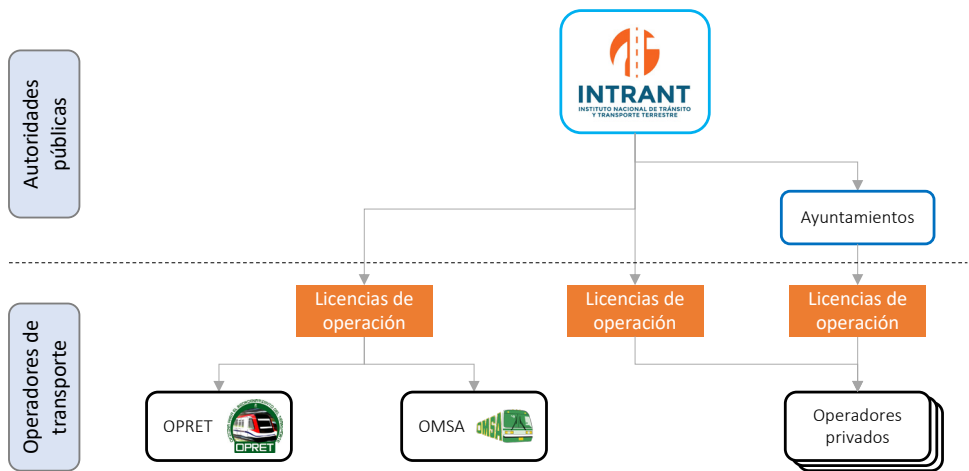 Autoridades
públicas
INTRANT
INSTITUTO NACIONAL DE TRÁNSITO
Y TRANSPORTE TERRESTRE
Ayuntamientos
Operadores de
transporte
Licencias de
operación
Licencias de
operación
Licencias de
operación
OPRET
OPRET
OMSA
OMSA
Operadores
privados